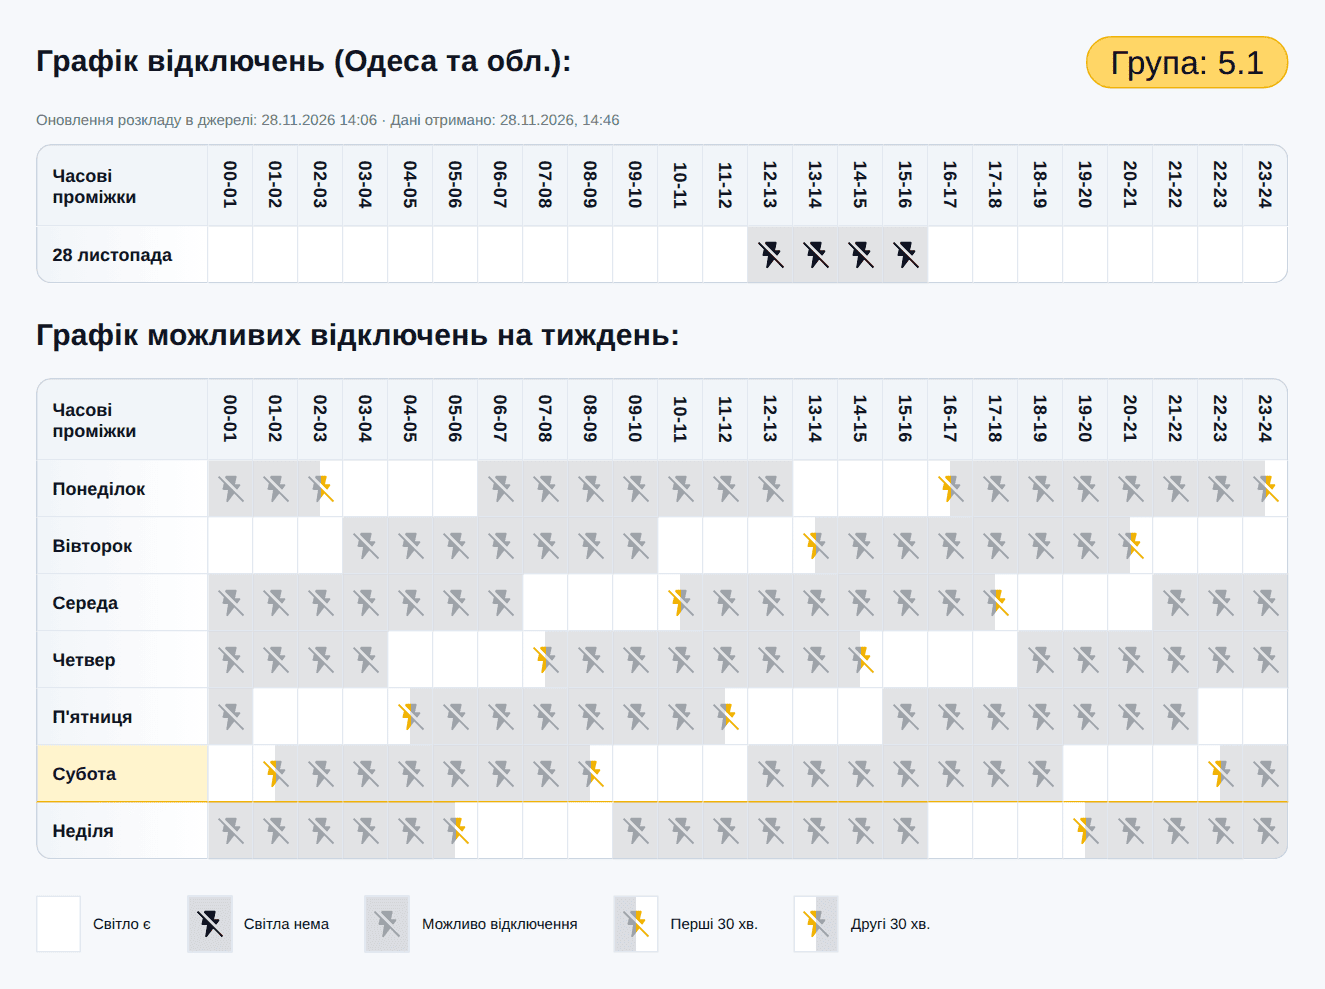 Графік відключень (Одеса та обл.):
Група: 5.1
Оновлення розкладу в джерелі: 28.11.2026 14:06 · Дані отримано: 28.11.2026, 14:46
Часові проміжки 00-01 01-02 02-03 03-04 04-05 05-06 06-07 07-08 08-09 09-10 10-11 11-12 12-13 13-14 14-15 15-16 16-17 17-18 18-19 19-20 20-21 21-22 22-23 23-24
28 листопада
Графік можливих відключень на тиждень:
Часові проміжки 00-01 01-02 02-03 03-04 04-05 05-06 06-07 07-08 08-09 09-10 10-11 11-12 12-13 13-14 14-15 15-16 16-17 17-18 18-19 19-20 20-21 21-22 22-23 23-24
Понеділок
Вівторок
Середа
Четвер
П'ятниця
Субота
Неділя
Світло є Світла нема Можливо відключення Перші 30 хв. Другі 30 хв.